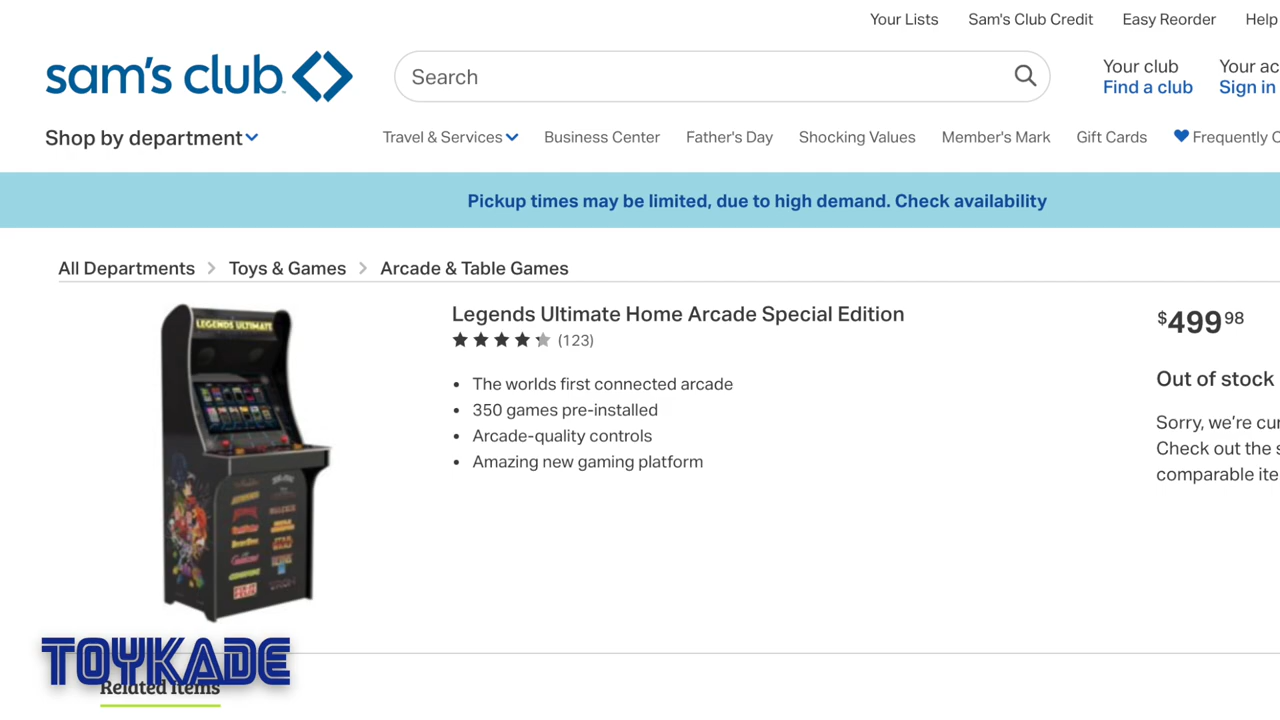 Your Lists Sam's Club Credit Easy Reorder Help
sam's club
Search
Your club
Find a club
Your ac
Sign in
Shop by department
Travel & Services Business Center Father's Day Shocking Values Member's Mark Gift Cards Frequently
Pickup times may be limited, due to high demand. Check availability
All Departments > Toys & Games > Arcade & Table Games
LEGENDS ULTIMATE
Legends Ultimate Home Arcade Special Edition
(123)
• The worlds first connected arcade
• 350 games pre-installed
• Arcade-quality controls
• Amazing new gaming platform
$499 98
Out of stock
Sorry, we’re cur
Check out the s
comparable ite
TOYKADE
Related items